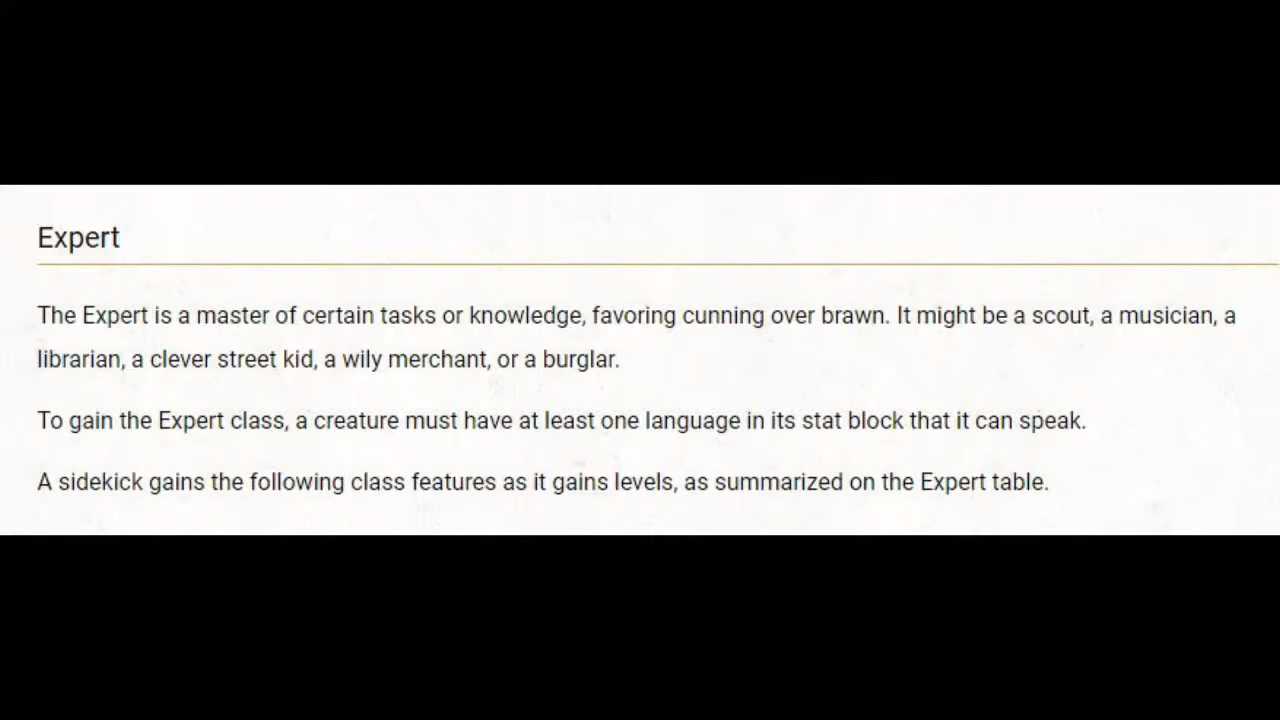 Expert
The Expert is a master of certain tasks or knowledge, favoring cunning over brawn. It might be a scout, a musician, a
librarian, a clever street kid, a wily merchant, or a burglar.
To gain the Expert class, a creature must have at least one language in its stat block that it can speak.
A sidekick gains the following class features as it gains levels, as summarized on the Expert table.